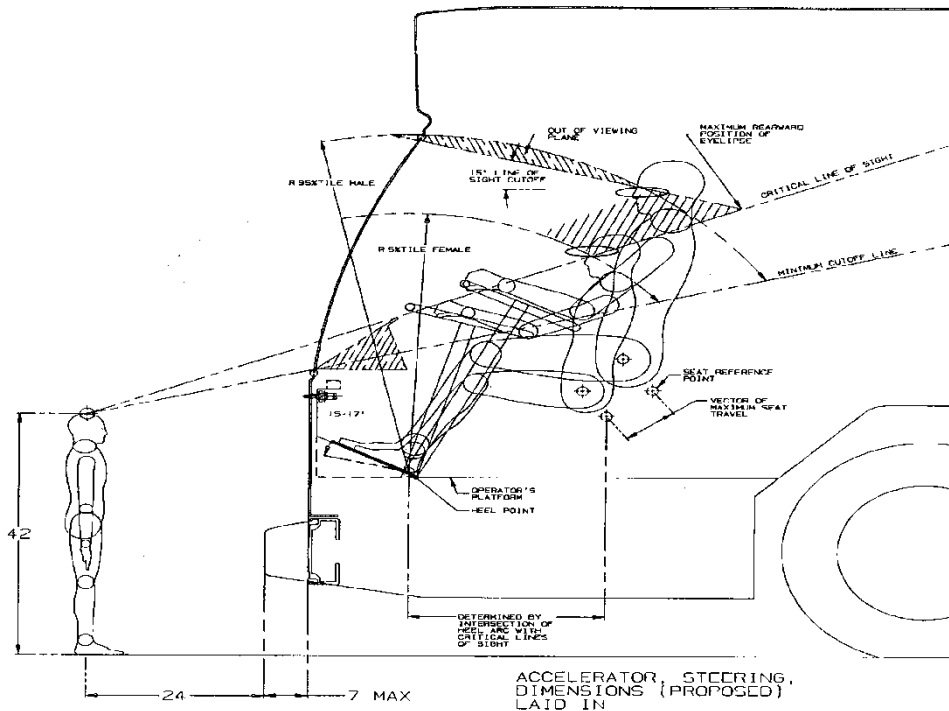 OUT OF VIEWING
PLANE
MAXIMUM REARWARD
POSITION OF
EYELIPSE
15° LINE OF
SIGHT CUTOFF
CRITICAL LINE OF SIGHT
R 95%TILE MALE
R 5%TILE FEMALE
MINIMUM CUTOFF LINE
SEAT REFERENCE
POINT
15-17°
VECTOR OF
MAXIMUM SEAT
TRAVEL
OPERATOR'S
PLATFORM
HEEL POINT
42
DETERMINED BY
INTERSECTION OF
HEEL ARC WITH
CRITICAL LINES
OF SIGHT
24
7 MAX
ACCELERATOR, STEERING,
DIMENSIONS (PROPOSED)
LAID IN